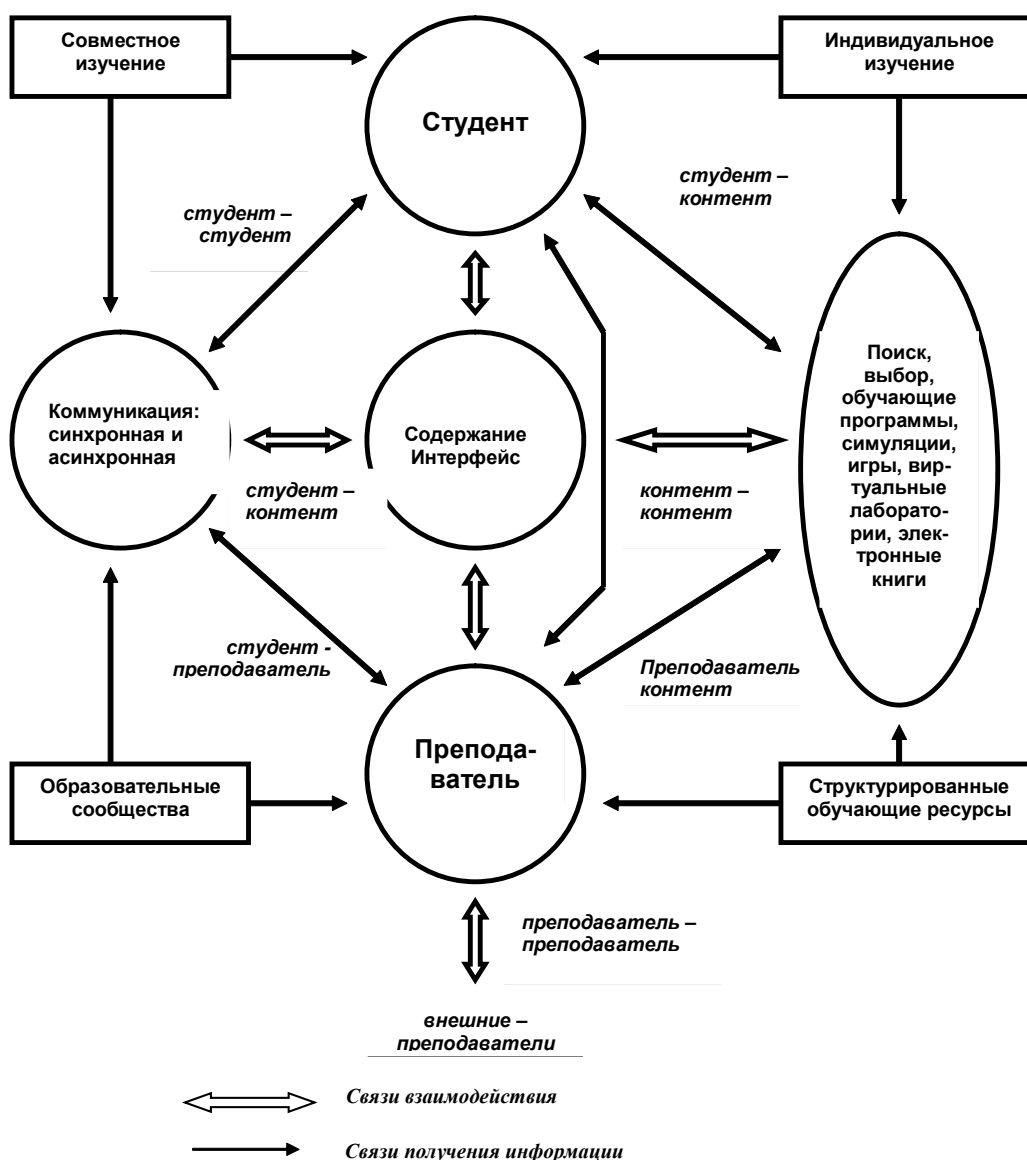 Совместное
изучение
Индивидуальное
изучение
Студент
студент –
контент
студент –
студент
Поиск,
выбор,
обучающие
программы,
симуляции,
игры, вир-
туальные
лаборато-
рии, элек-
тронные
книги
Коммуникация:
синхронная и
асинхронная
Содержание
Интерфейс
студент –
контент
контент –
контент
студент -
преподаватель
Преподаватель
контент
Препода-
ватель
Образовательные
сообщества
Структурированные
обучающие ресурсы
преподаватель –
преподаватель
внешние –
преподаватели
Связи взаимодействия
Связи получения информации